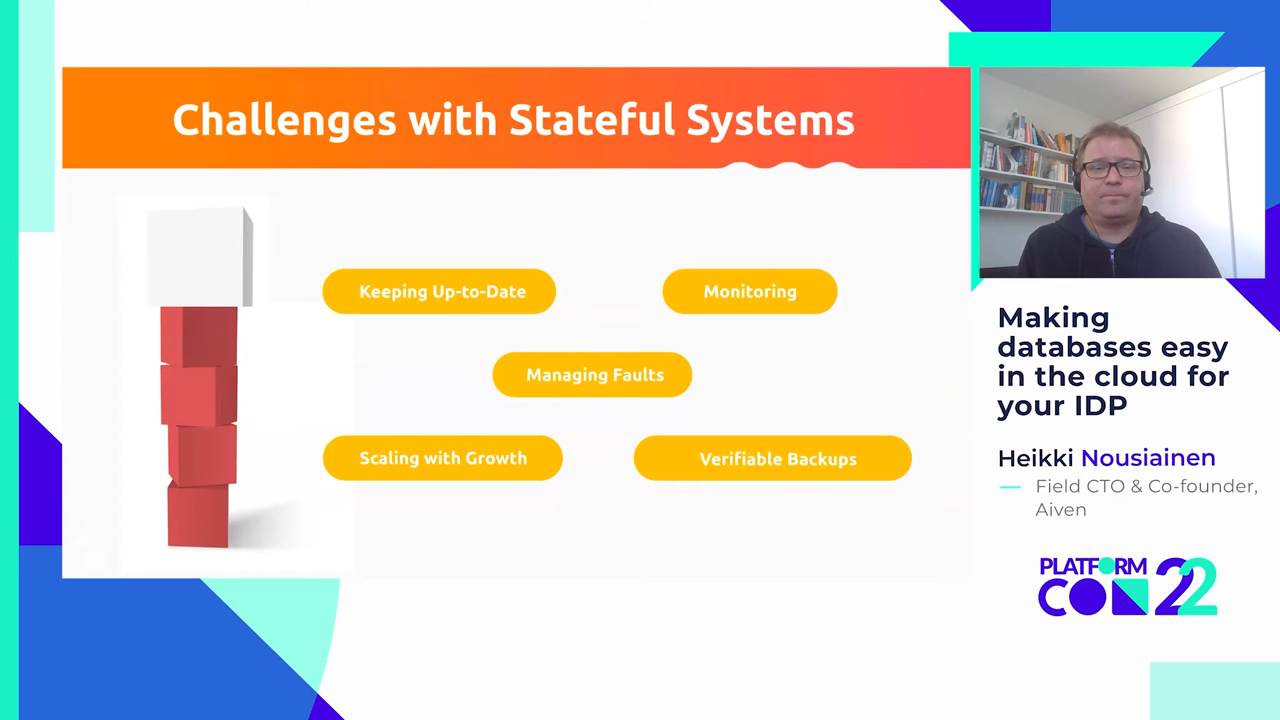 Challenges with Stateful Systems
Keeping Up-to-Date
Monitoring
Managing Faults
Scaling with Growth
Verifiable Backups
Making
databases easy
in the cloud for
your IDP
Heikki Nousiainen
Field CTO & Co-founder,
Aiven
PLATFORM
CON 22